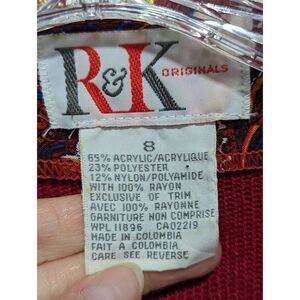 R&K ORIGINALS
8
65% ACRYLIC/ACRYLIQUE
23% POLYESTER
12% NYLON/POLYAMIDE
WITH 100% RAYON
EXCLUSIVE OF TRIM
AVEC 100% RAYONNE
GARNITURE NON COMPRISE
WPL 11896 CA02219
MADE IN COLOMBIA
FAIT A COLOMBIA
CARE SEE REVERSE